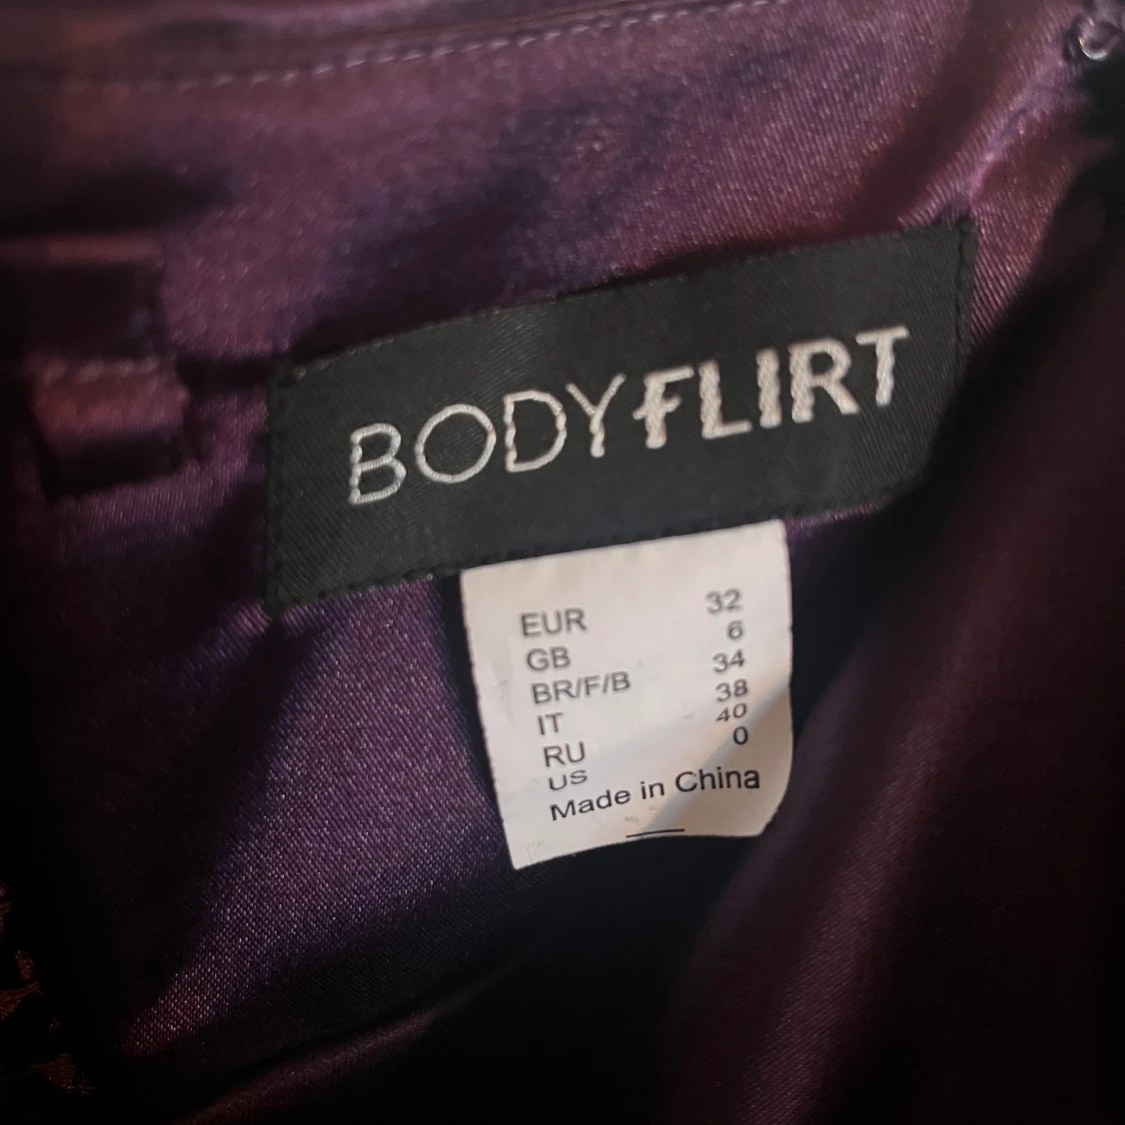 BODYFLIRT
EUR 32
GB 6
BR/F/B 34
IT 38
RU 40
US 0
Made in China